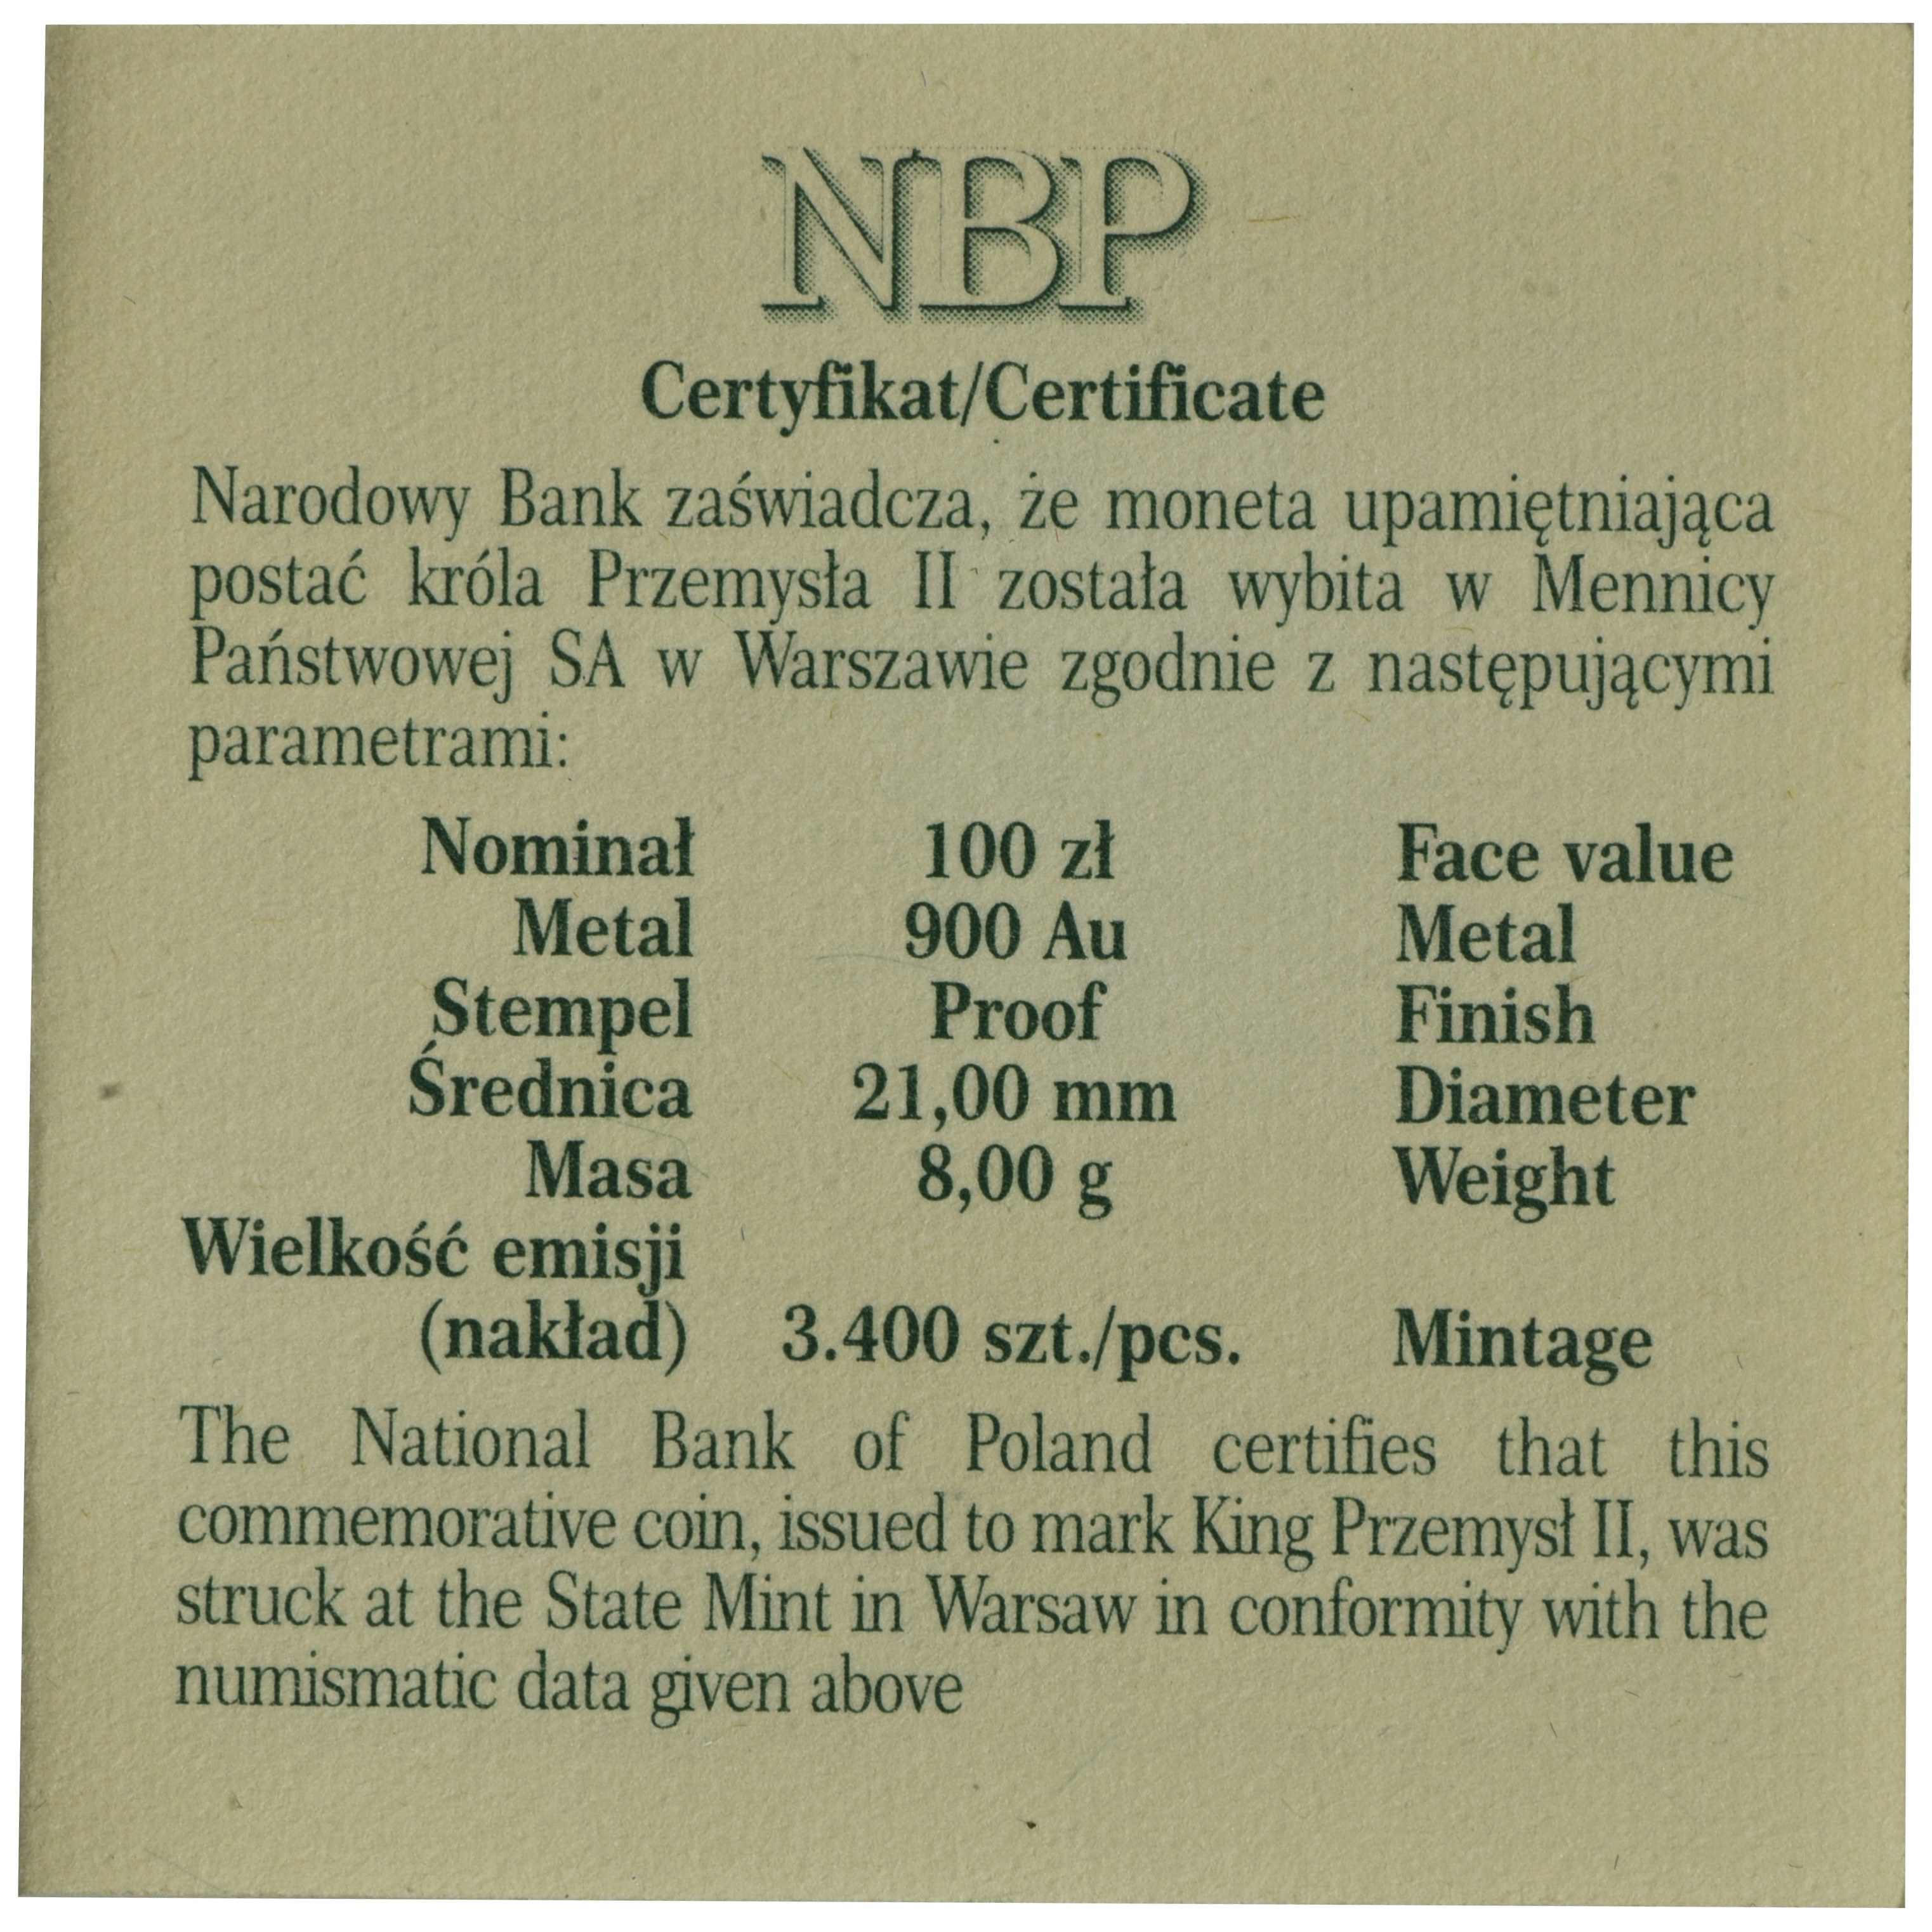 NBP
Certyfikat/Certificate
Narodowy Bank zaświadcza, że moneta upamiętniająca
postać króla Przemysła II została wybita w Mennicy
Państwowej SA w Warszawie zgodnie z następującymi
parametrami:
Nominał 100 zł Face value
Metal 900 Au Metal
Stempel Proof Finish
Średnica 21,00 mm Diameter
Masa 8,00 g Weight
Wielkość emisji
(nakład) 3.400 szt./pcs. Mintage
The National Bank of Poland certifies that this
commemorative coin, issued to mark King Przemysł II, was
struck at the State Mint in Warsaw in conformity with the
numismatic data given above